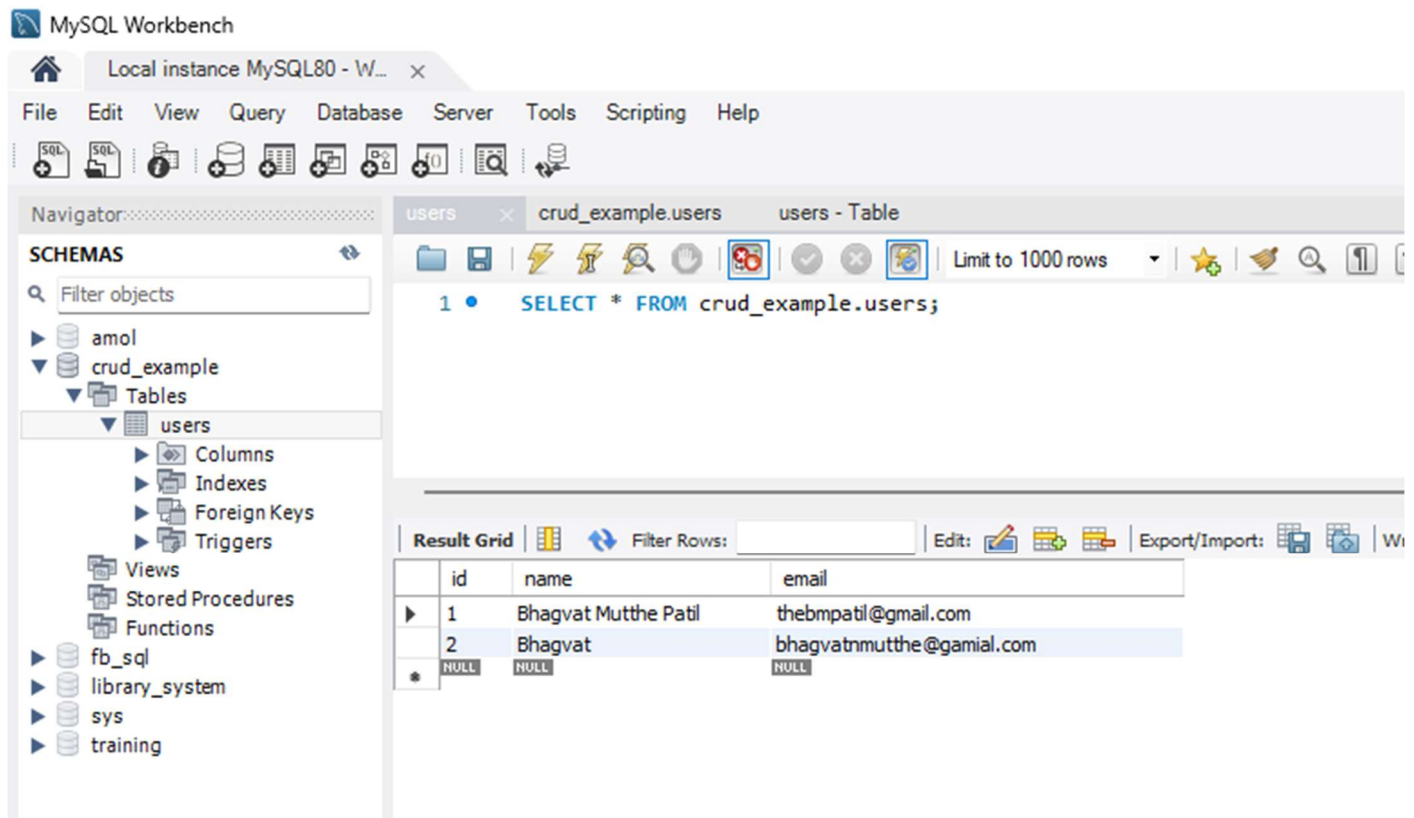 MySQL Workbench
Local instance MySQL80 - W...
File Edit View Query Database Server Tools Scripting Help
Navigator
SCHEMAS
Filter objects
amol
crud_example
Tables
users
Columns
Indexes
Foreign Keys
Triggers
Views
Stored Procedures
Functions
fb_sql
library_system
sys
training
users crud_example.users users - Table
Limit to 1000 rows
1 SELECT * FROM crud_example.users;
Result Grid Filter Rows: Edit: Export/Import:
id name email
1 Bhagvat Mutthe Patil thebmpatil@gmail.com
2 Bhagvat bhagvatnmutthe@gamial.com
NULL NULL NULL